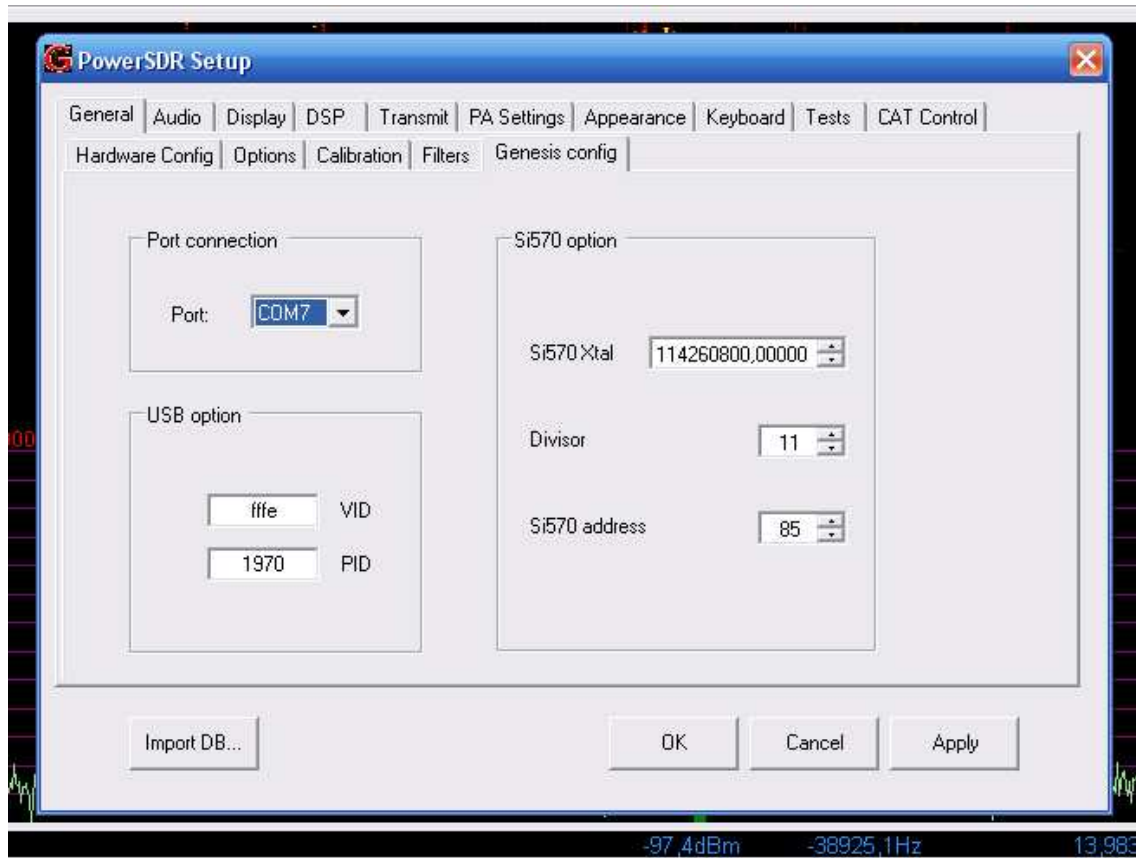 PowerSDR Setup
General Audio Display DSP Transmit PA Settings Appearance Keyboard Tests CAT Control
Hardware Config Options Calibration Filters Genesis config
Port connection
Port: COM7
USB option
fffe VID
1970 PID
Si570 option
Si570 Xtal 114260800,00000
Divisor 11
Si570 address 85
Import DB... OK Cancel Apply
-97,4dBm -38925,1Hz 13,983